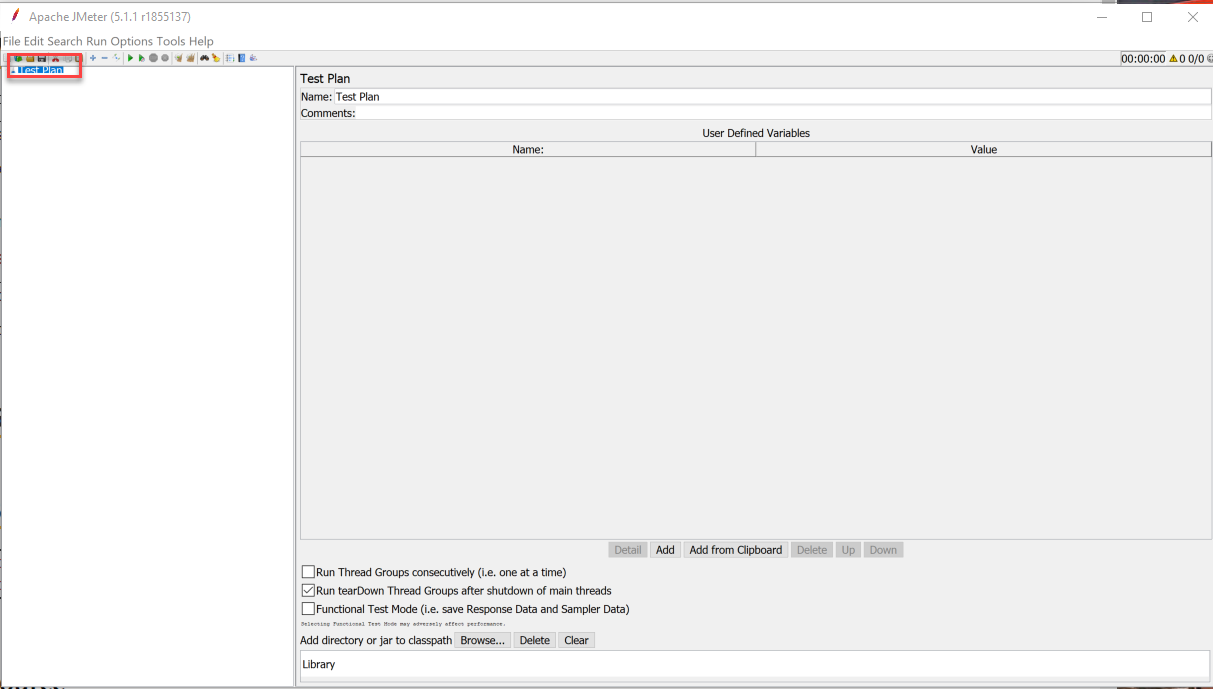 Apache JMeter (5.1.1 r1855137)
File Edit Search Run Options Tools Help
00:00:00 0 0/0
Test Plan
Test Plan
Name: Test Plan
Comments:
User Defined Variables
Name: Value
Detail Add Add from Clipboard Delete Up Down
Run Thread Groups consecutively (i.e. one at a time)
Run tearDown Thread Groups after shutdown of main threads
Functional Test Mode (i.e. save Response Data and Sampler Data)
Selecting Functional Test Mode may adversely affect performance.
Add directory or jar to classpath Browse... Delete Clear
Library